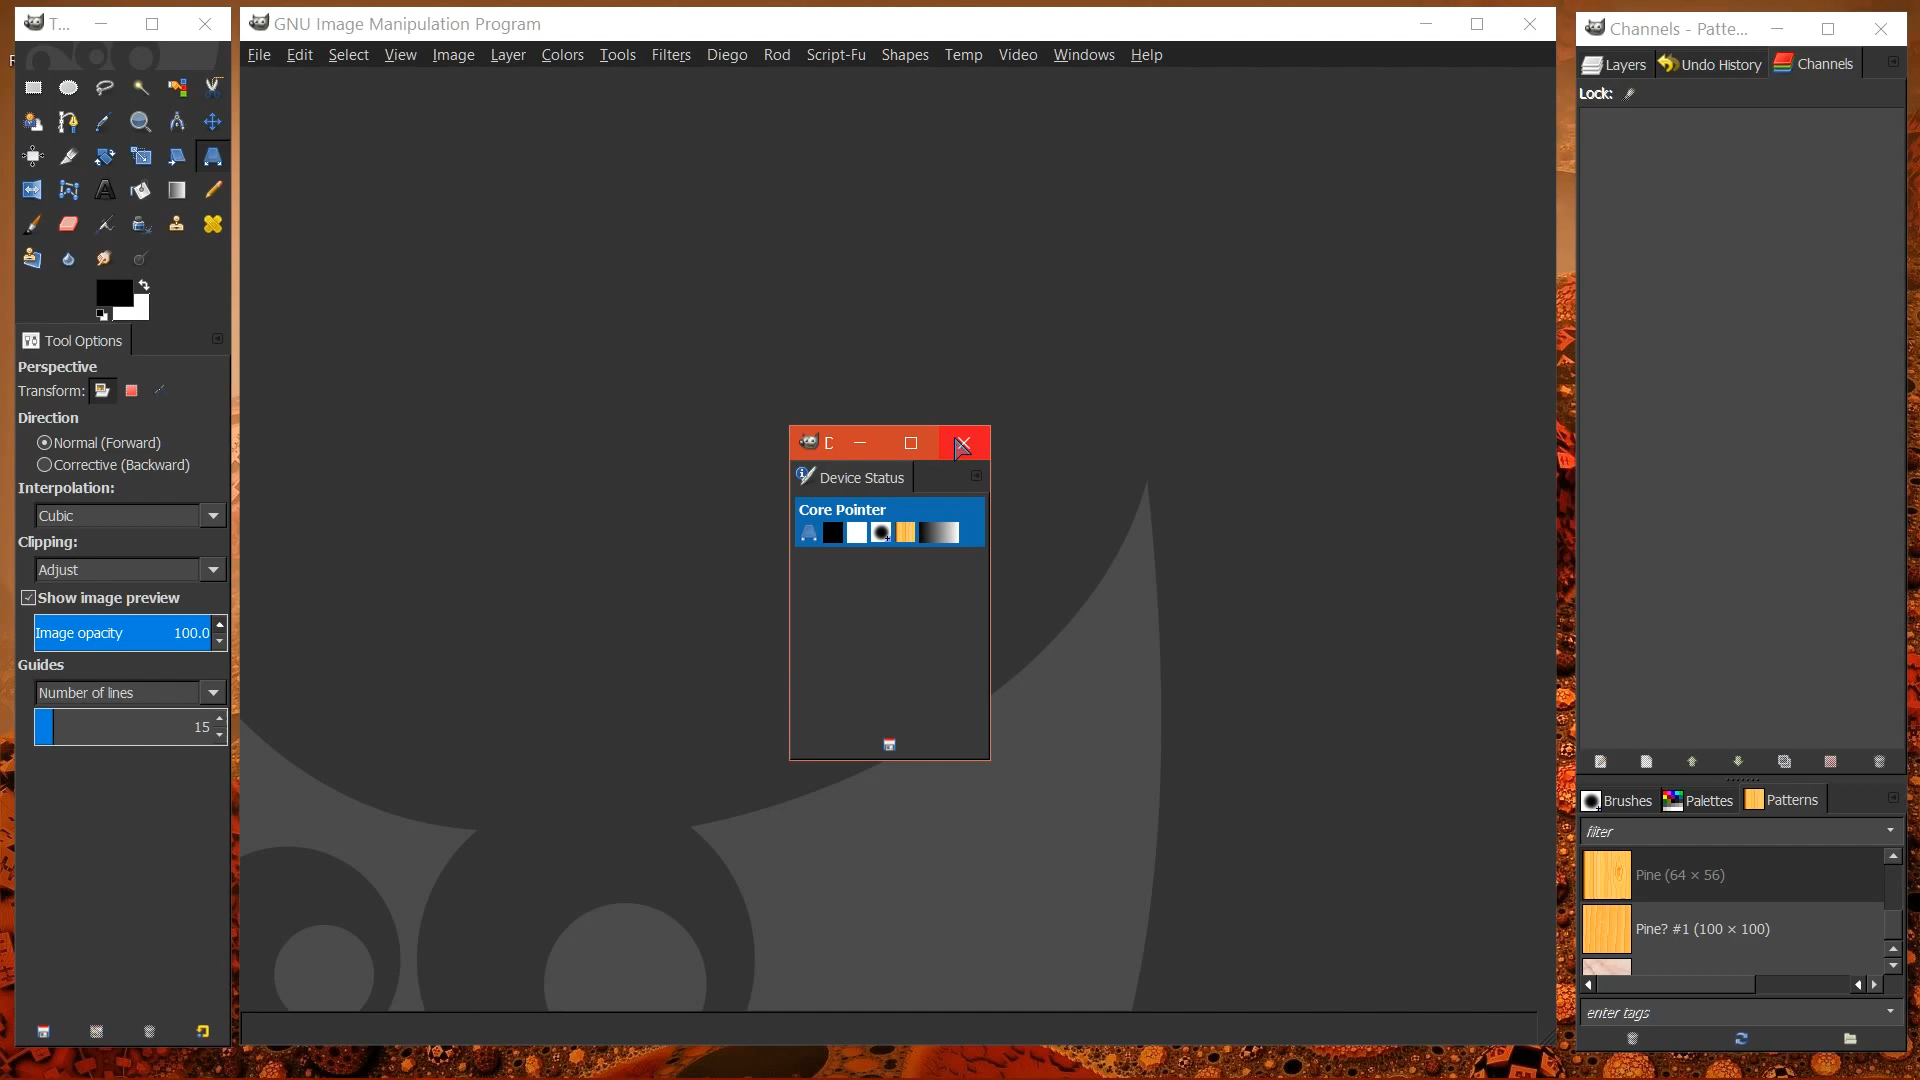 T...
GNU Image Manipulation Program
File Edit Select View Image Layer Colors Tools Filters Diego Rod Script-Fu Shapes Temp Video Windows Help
Tool Options
Perspective
Transform:
Direction
Normal (Forward)
Corrective (Backward)
Interpolation:
Cubic
Clipping:
Adjust
Show image preview
Image opacity 100.0
Guides
Number of lines
15
D
Device Status
Core Pointer
Channels - Patte...
Layers Undo History Channels
Lock:
Brushes Palettes Patterns
filter
Pine (64 × 56)
Pine? #1 (100 × 100)
enter tags